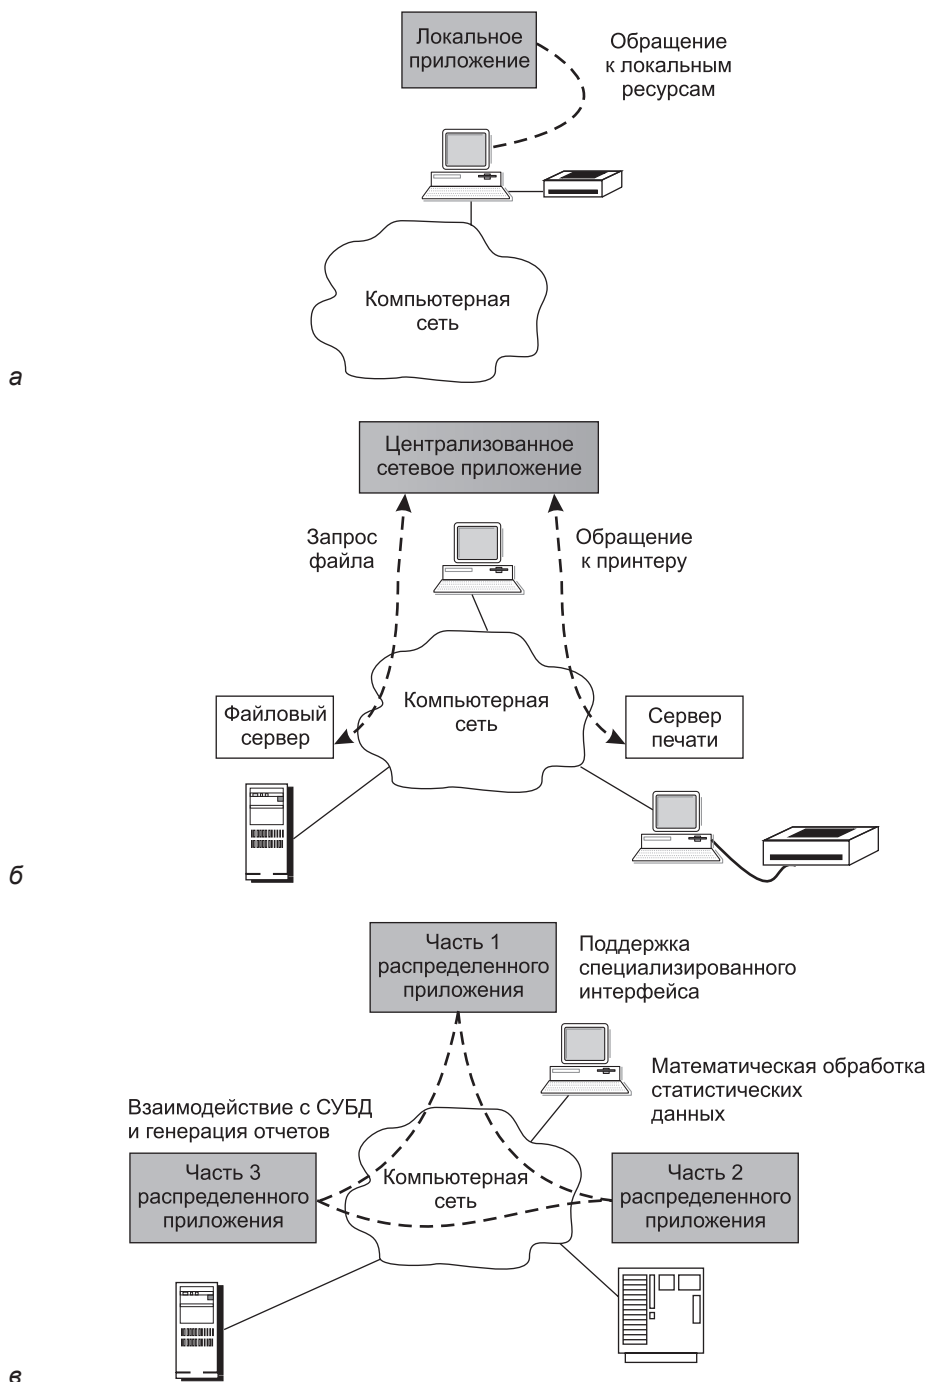 Локальное
приложение
Обращение
к локальным
ресурсам
Компьютерная
сеть
а
Централизованное
сетевое приложение
Запрос
файла
Обращение
к принтеру
Компьютерная
сеть
Файловый
сервер
Сервер
печати
б
Часть 1
распределенного
приложения
Поддержка
специализированного
интерфейса
Математическая обработка
статистических
данных
Взаимодействие с СУБД
и генерация отчетов
Часть 3
распределенного
приложения
Компьютерная
сеть
Часть 2
распределенного
приложения
в